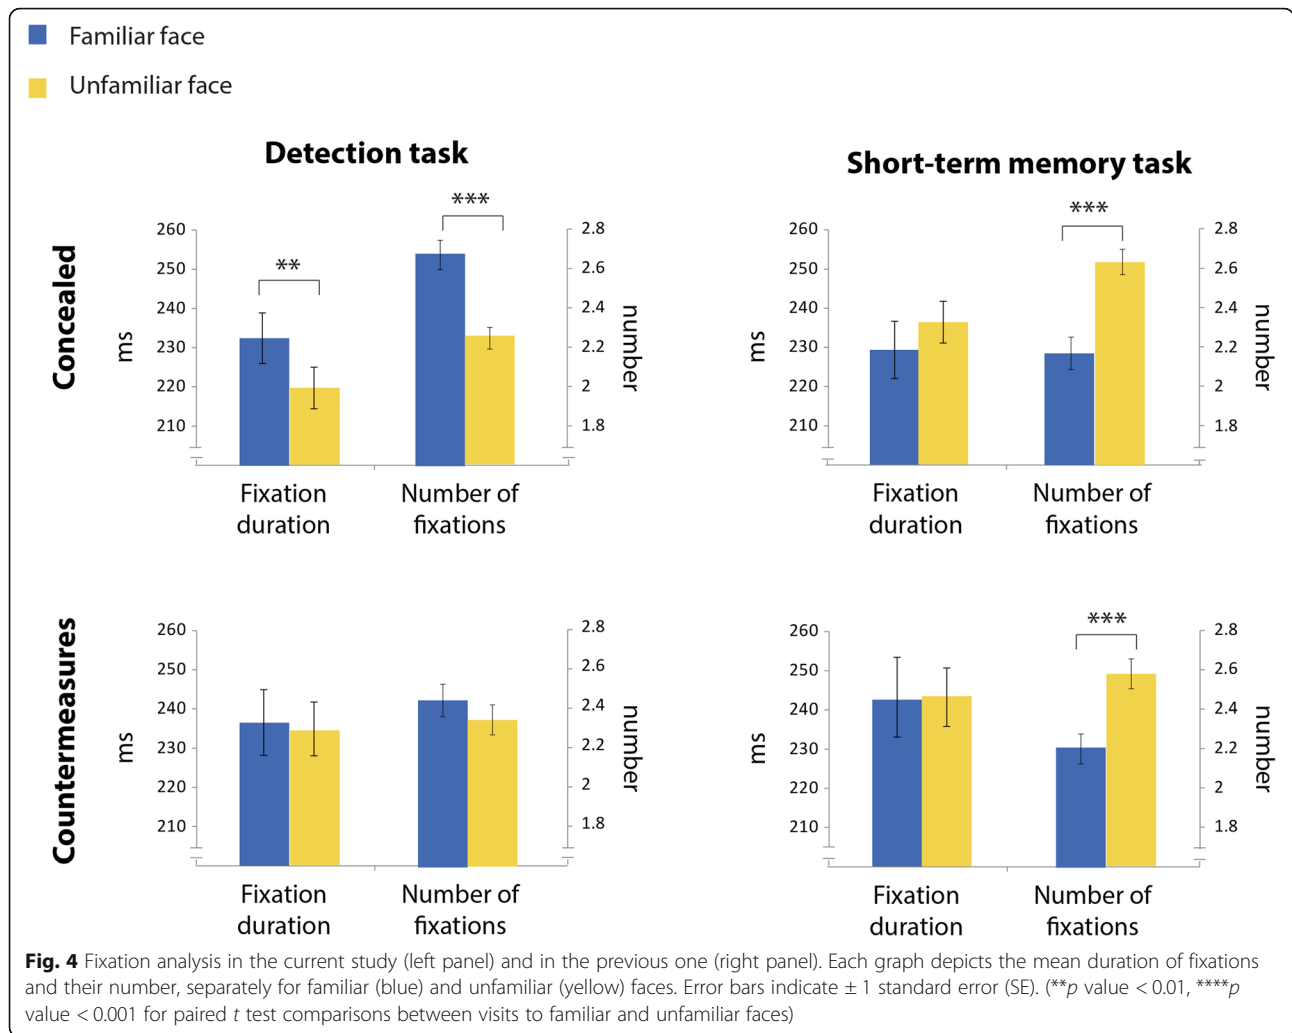 Familiar face
Unfamiliar face
Detection task
Short-term memory task
Concealed
260
250
240
230
220
210
ms
**
***
2.8
2.6
2.4
2.2
2
1.8
number
Fixation
duration
Number of
fixations
260
250
240
230
220
210
ms
***
2.8
2.6
2.4
2.2
2
1.8
number
Fixation
duration
Number of
fixations
Countermeasures
260
250
240
230
220
210
ms
2.8
2.6
2.4
2.2
2
1.8
number
Fixation
duration
Number of
fixations
260
250
240
230
220
210
ms
***
2.8
2.6
2.4
2.2
2
1.8
number
Fixation
duration
Number of
fixations
Fig. 4 Fixation analysis in the current study (left panel) and in the previous one (right panel). Each graph depicts the mean duration of fixations
and their number, separately for familiar (blue) and unfamiliar (yellow) faces. Error bars indicate ± 1 standard error (SE). (**p value < 0.01, ****p
value < 0.001 for paired t test comparisons between visits to familiar and unfamiliar faces)